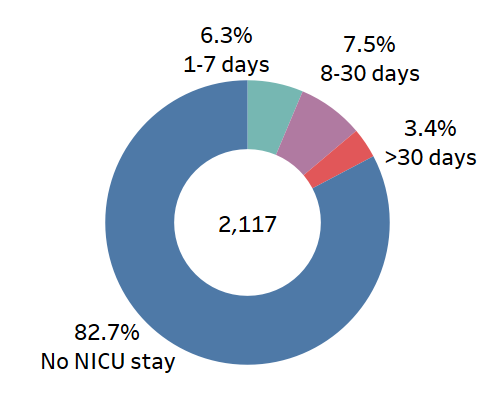 6.3%
1-7 days
7.5%
8-30 days
3.4%
>30 days
2,117
82.7%
No NICU stay